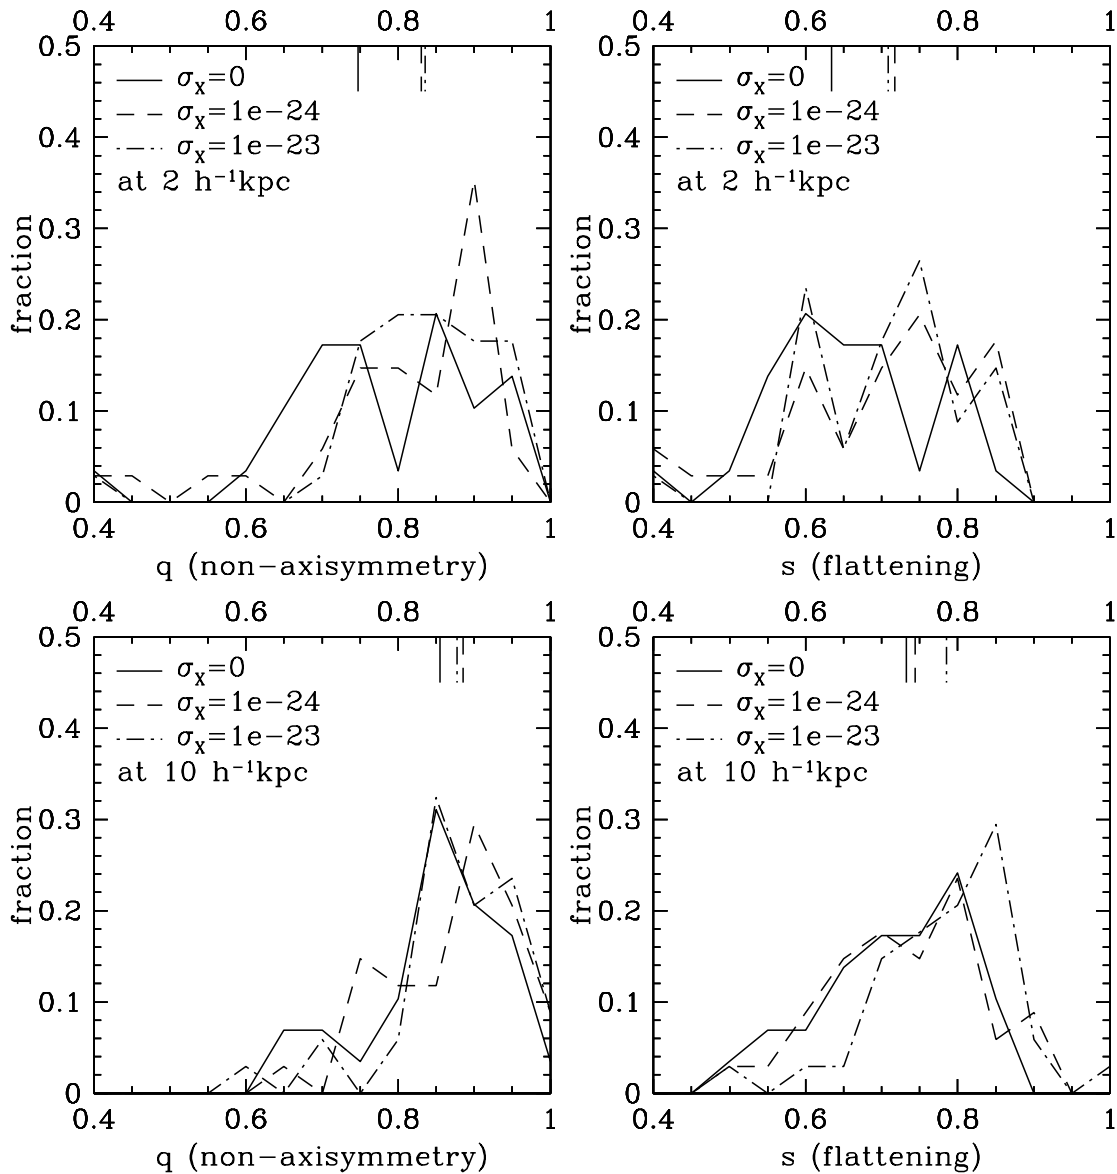 0.4 0.6 0.8 1
0.5
0.4
0.3
0.2
0.1
0
fraction
σx=0
σx=1e−24
σx=1e−23
at 2 h⁻¹kpc
0.4 0.6 0.8 1
q (non−axisymmetry)
0.4 0.6 0.8 1
0.5
0.4
0.3
0.2
0.1
0
fraction
σx=0
σx=1e−24
σx=1e−23
at 2 h⁻¹kpc
0.4 0.6 0.8 1
s (flattening)
0.4 0.6 0.8 1
0.5
0.4
0.3
0.2
0.1
0
fraction
σx=0
σx=1e−24
σx=1e−23
at 10 h⁻¹kpc
0.4 0.6 0.8 1
q (non−axisymmetry)
0.4 0.6 0.8 1
0.5
0.4
0.3
0.2
0.1
0
fraction
σx=0
σx=1e−24
σx=1e−23
at 10 h⁻¹kpc
0.4 0.6 0.8 1
s (flattening)